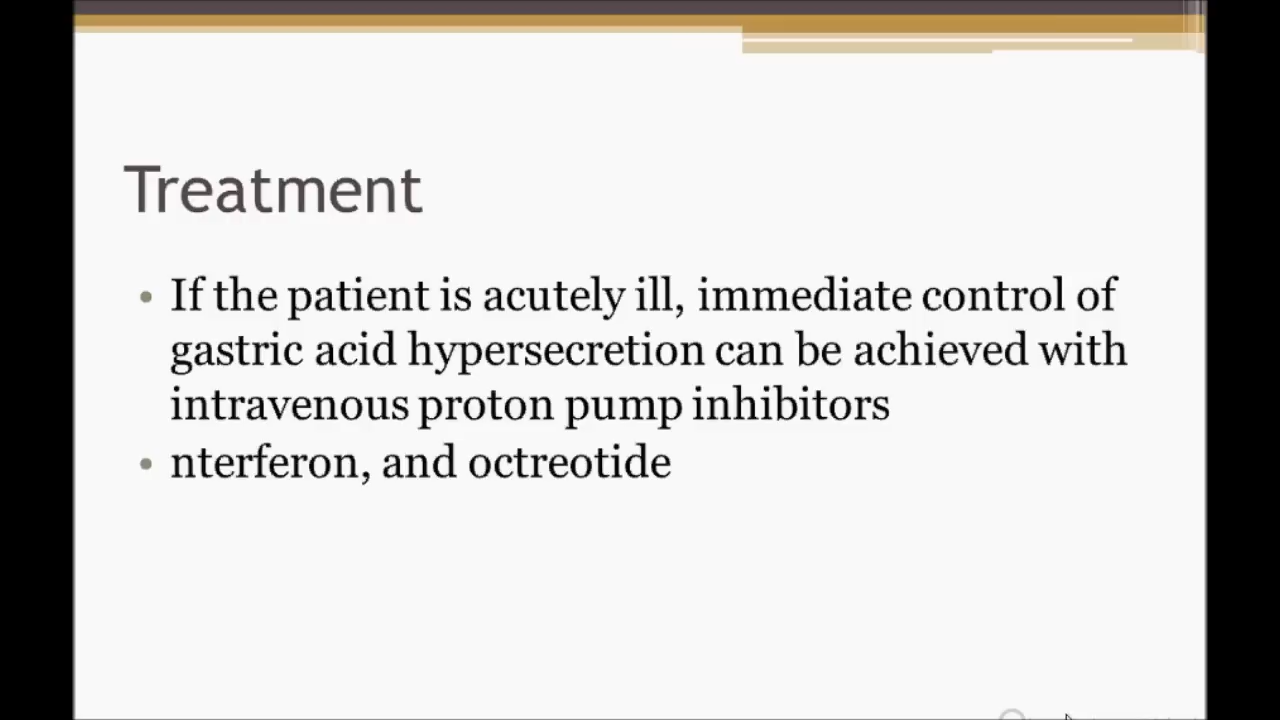 Treatment
• If the patient is acutely ill, immediate control of
gastric acid hypersecretion can be achieved with
intravenous proton pump inhibitors
• nterferon, and octreotide